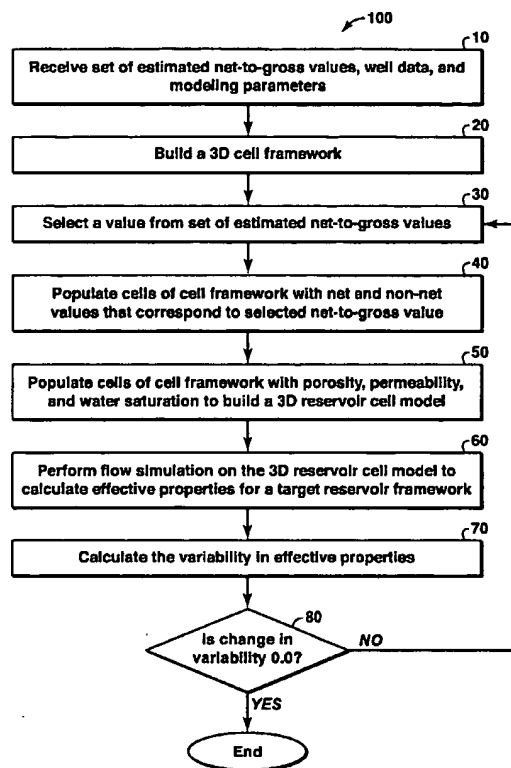 100
10
Receive set of estimated net-to-gross values, well data, and
modeling parameters
20
Build a 3D cell framework
30
Select a value from set of estimated net-to-gross values
40
Populate cells of cell framework with net and non-net
values that correspond to selected net-to-gross value
50
Populate cells of cell framework with porosity, permeability,
and water saturation to build a 3D reservoir cell model
60
Perform flow simulation on the 3D reservoir cell model to
calculate effective properties for a target reservoir framework
70
Calculate the variability in effective properties
80
Is change in
variability 0.0?
NO
YES
End